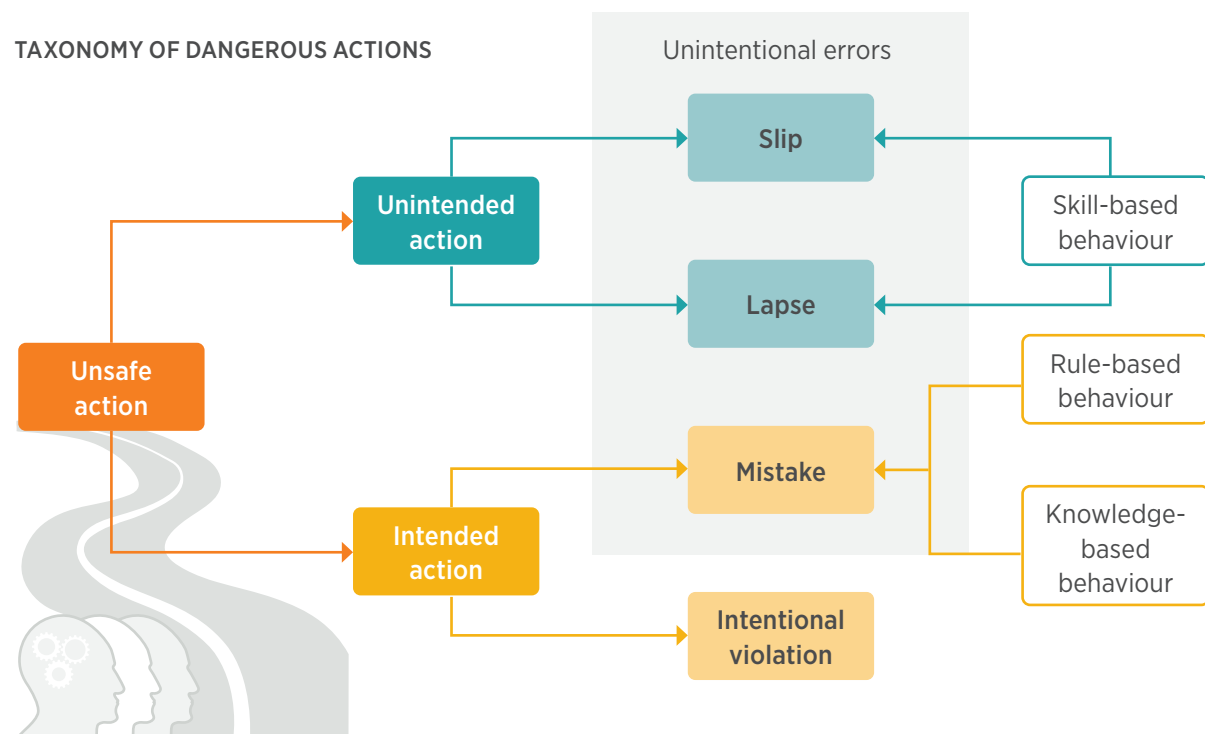 TAXONOMY OF DANGEROUS ACTIONS
Unintentional errors
Slip
Unintended
action
Skill-based
behaviour
Lapse
Unsafe
action
Rule-based
behaviour
Mistake
Intended
action
Knowledge-
based
behaviour
Intentional
violation